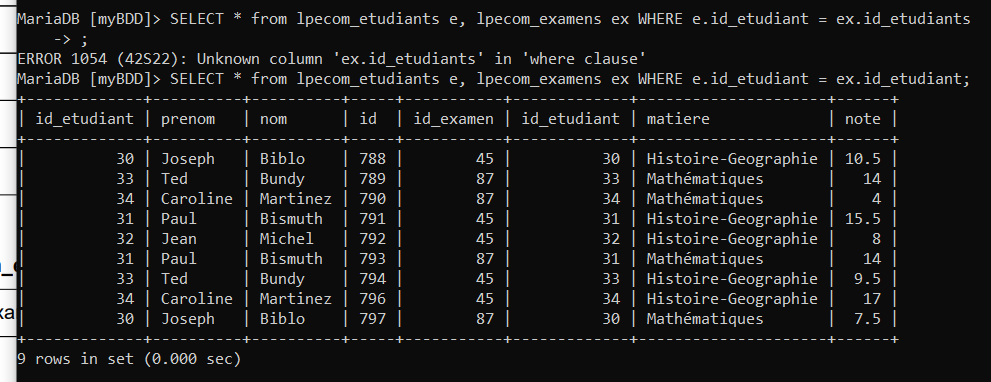 MariaDB [myBDD]> SELECT * from lpecom_etudiants e, lpecom_examens ex WHERE e.id_etudiant = ex.id_etudiants
    -> ;
ERROR 1054 (42S22): Unknown column 'ex.id_etudiants' in 'where clause'
MariaDB [myBDD]> SELECT * from lpecom_etudiants e, lpecom_examens ex WHERE e.id_etudiant = ex.id_etudiant;
+-------------+----------+----------+-----+-----------+-------------+---------------------+------+
| id_etudiant | prenom   | nom      | id  | id_examen | id_etudiant | matiere             | note |
+-------------+----------+----------+-----+-----------+-------------+---------------------+------+
|          30 | Joseph   | Biblo    | 788 |        45 |          30 | Histoire-Geographie | 10.5 |
|          33 | Ted      | Bundy    | 789 |        87 |          33 | Mathématiques       |   14 |
|          34 | Caroline | Martinez | 790 |        87 |          34 | Mathématiques       |    4 |
|          31 | Paul     | Bismuth  | 791 |        45 |          31 | Histoire-Geographie | 15.5 |
|          32 | Jean     | Michel   | 792 |        45 |          32 | Histoire-Geographie |    8 |
|          31 | Paul     | Bismuth  | 793 |        87 |          31 | Mathématiques       |   14 |
|          33 | Ted      | Bundy    | 794 |        45 |          33 | Histoire-Geographie |  9.5 |
|          34 | Caroline | Martinez | 796 |        45 |          34 | Histoire-Geographie |   17 |
|          30 | Joseph   | Biblo    | 797 |        87 |          30 | Mathématiques       |  7.5 |
+-------------+----------+----------+-----+-----------+-------------+---------------------+------+
9 rows in set (0.000 sec)